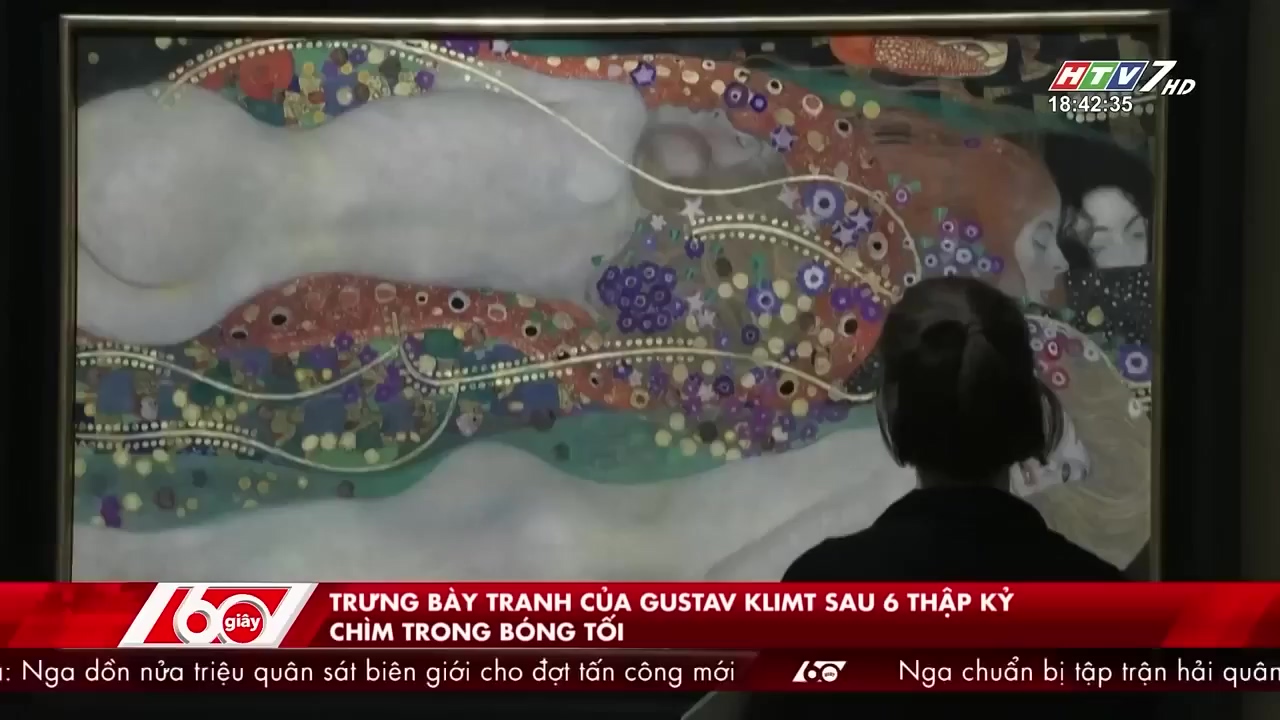 HTV7 HD
18:42:35
60 giây
TRƯNG BÀY TRANH CỦA GUSTAV KLIMT SAU 6 THẬP KỶ
CHÌM TRONG BÓNG TỐI
: Nga dồn nửa triệu quân sát biên giới cho đợt tấn công mới
60 giây
Nga chuẩn bị tập trận hải quân